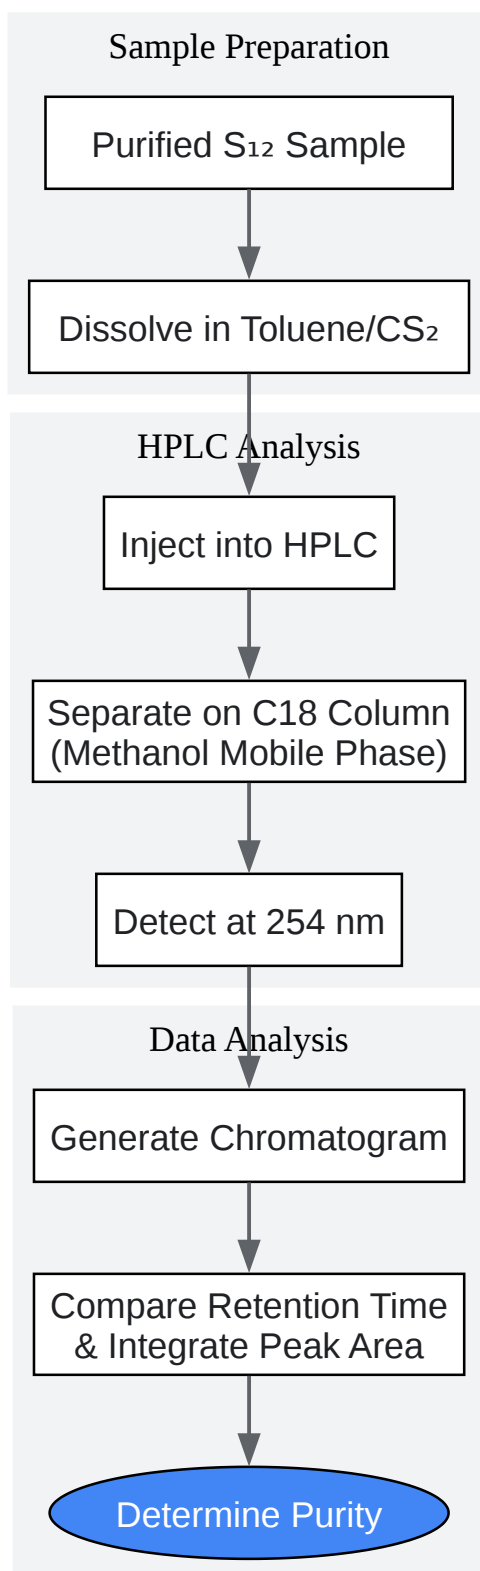 Sample Preparation
Purified S₁₂ Sample
Dissolve in Toluene/CS₂
HPLC Analysis
Inject into HPLC
Separate on C18 Column
(Methanol Mobile Phase)
Detect at 254 nm
Data Analysis
Generate Chromatogram
Compare Retention Time
& Integrate Peak Area
Determine Purity